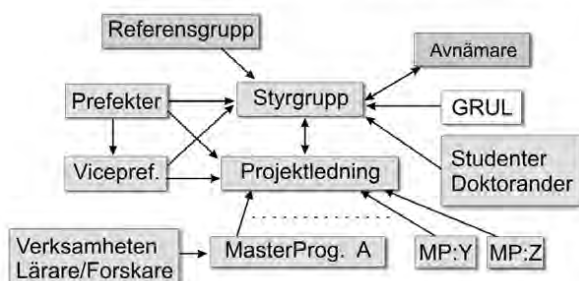 Referensgrupp
Avnämare
Prefekter
Styrgrupp
GRUL
Vicepref.
Projektledning
Studenter
Doktorander
Verksamheten
Lärare/Forskare
MasterProg. A
MP:Y
MP:Z